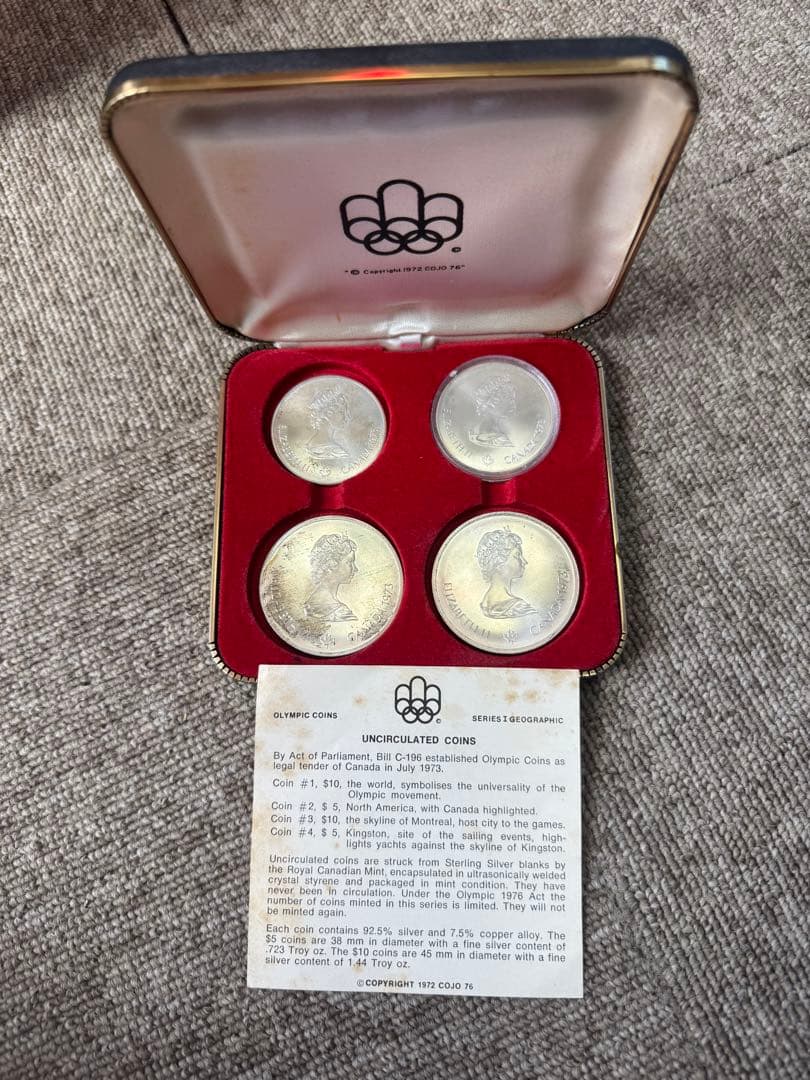 ©
"© Copyright 1972 COJO 76"
ELIZABETH II CANADA 1973
ELIZABETH II CANADA 1973
CANADA 1973
ELIZABETH II CANADA 1973
©
OLYMPIC COINS SERIES I GEOGRAPHIC
UNCIRCULATED COINS
By Act of Parliament, Bill C-196 established Olympic Coins as
legal tender of Canada in July 1973.
Coin #1, $10, the world, symbolises the universality of the
Olympic movement.
Coin #2, $ 5, North America, with Canada highlighted.
Coin #3, $10, the skyline of Montreal, host city to the games.
Coin #4, $ 5, Kingston, site of the sailing events, high-
lights yachts against the skyline of Kingston.
Uncirculated coins are struck from Sterling Silver blanks by
the Royal Canadian Mint, encapsulated in ultrasonically welded
crystal styrene and packaged in mint condition. They have
never been in circulation. Under the Olympic 1976 Act the
number of coins minted in this series is limited. They will not
be minted again.
Each coin contains 92.5% silver and 7.5% copper alloy. The
$5 coins are 38 mm in diameter with a fine silver content of
.723 Troy oz. The $10 coins are 45 mm in diameter with a fine
silver content of 1.44 Troy oz.
© COPYRIGHT 1972 COJO 76